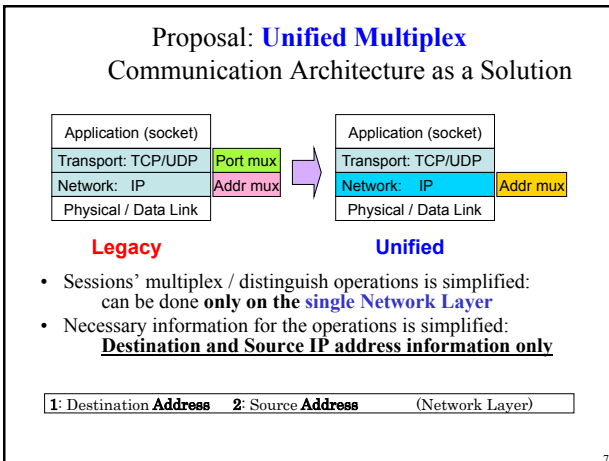 Proposal: Unified Multiplex
Communication Architecture as a Solution
Application (socket)
Transport: TCP/UDP
Port mux
Network: IP
Addr mux
Physical / Data Link
Legacy
Application (socket)
Transport: TCP/UDP
Network: IP
Addr mux
Physical / Data Link
Unified
• Sessions' multiplex / distinguish operations is simplified:
can be done only on the single Network Layer
• Necessary information for the operations is simplified:
Destination and Source IP address information only
1: Destination Address 2: Source Address (Network Layer)
7